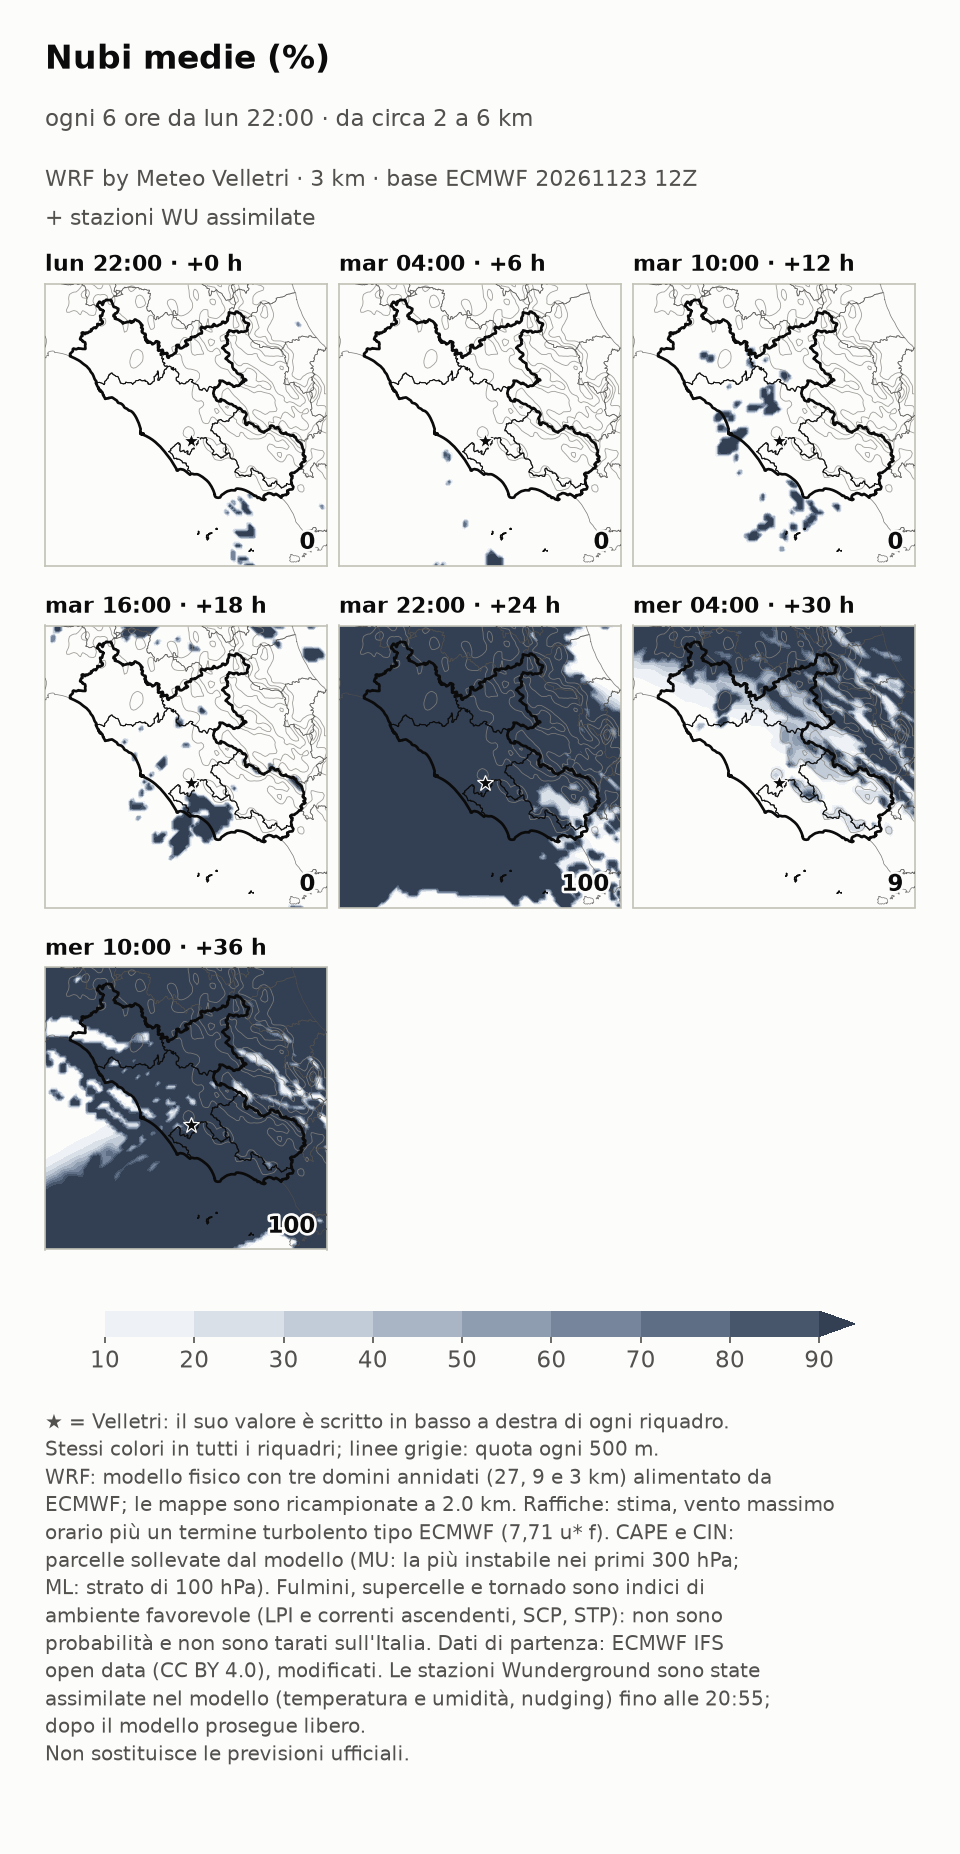 Nubi medie (%)
ogni 6 ore da lun 22:00 · da circa 2 a 6 km
WRF by Meteo Velletri · 3 km · base ECMWF 20261123 12Z
+ stazioni WU assimilate
lun 22:00 · +0 h
mar 04:00 · +6 h
mar 10:00 · +12 h
0
0
0
mar 16:00 · +18 h
mar 22:00 · +24 h
mer 04:00 · +30 h
0
100
9
mer 10:00 · +36 h
100
10 20 30 40 50 60 70 80 90
★ = Velletri: il suo valore è scritto in basso a destra di ogni riquadro.
Stessi colori in tutti i riquadri; linee grigie: quota ogni 500 m.
WRF: modello fisico con tre domini annidati (27, 9 e 3 km) alimentato da
ECMWF; le mappe sono ricampionate a 2.0 km. Raffiche: stima, vento massimo
orario più un termine turbolento tipo ECMWF (7,71 u* f). CAPE e CIN:
parcelle sollevate dal modello (MU: la più instabile nei primi 300 hPa;
ML: strato di 100 hPa). Fulmini, supercelle e tornado sono indici di
ambiente favorevole (LPI e correnti ascendenti, SCP, STP): non sono
probabilità e non sono tarati sull'Italia. Dati di partenza: ECMWF IFS
open data (CC BY 4.0), modificati. Le stazioni Wunderground sono state
assimilate nel modello (temperatura e umidità, nudging) fino alle 20:55;
dopo il modello prosegue libero.
Non sostituisce le previsioni ufficiali.